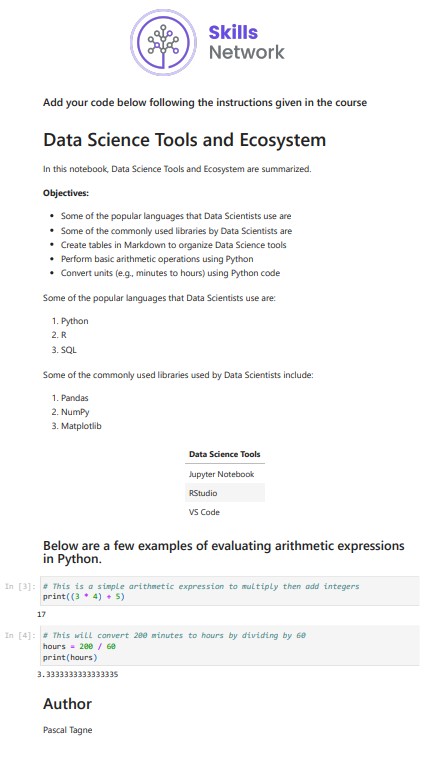 Skills
Network
Add your code below following the instructions given in the course
Data Science Tools and Ecosystem
In this notebook, Data Science Tools and Ecosystem are summarized.
Objectives:
• Some of the popular languages that Data Scientists use are
• Some of the commonly used libraries by Data Scientists are
• Create tables in Markdown to organize Data Science tools
• Perform basic arithmetic operations using Python
• Convert units (e.g., minutes to hours) using Python code
Some of the popular languages that Data Scientists use are:
1. Python
2. R
3. SQL
Some of the commonly used libraries used by Data Scientists include:
1. Pandas
2. NumPy
3. Matplotlib
Data Science Tools
Jupyter Notebook
RStudio
VS Code
Below are a few examples of evaluating arithmetic expressions
in Python.
In [3]: # This is a simple arithmetic expression to multiply then add integers
print((3 * 4) + 5)
17
In [4]: # This will convert 200 minutes to hours by dividing by 60
hours = 200 / 60
print(hours)
3.3333333333333335
Author
Pascal Tagne